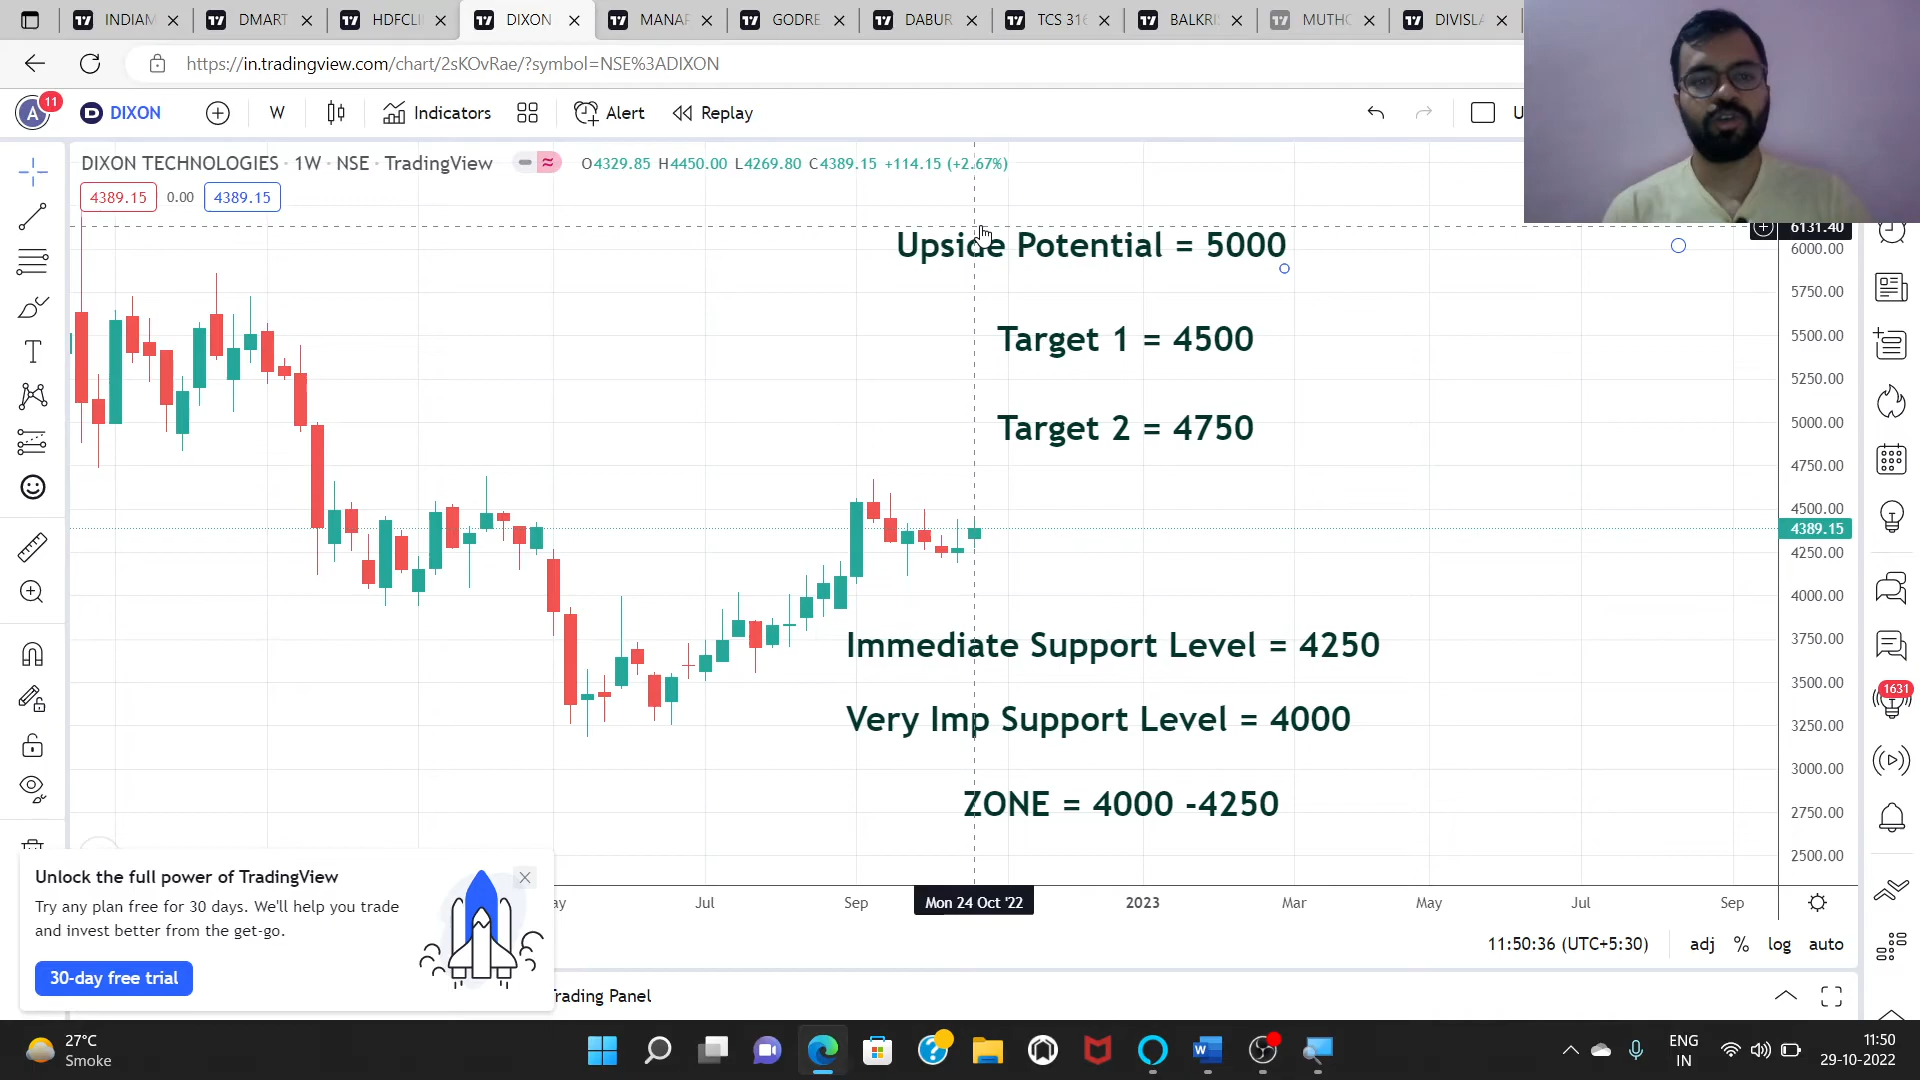 INDIAM
DMART
HDFCLI
DIXON
MANAP
GODRE
DABUR
TCS 316
BALKRI
MUTHO
DIVISLA
https://in.tradingview.com/chart/2sKOvRae/?symbol=NSE%3ADIXON
A
11
DIXON
W
Indicators
Alert
Replay
U
DIXON TECHNOLOGIES · 1W · NSE · TradingView
O4329.85 H4450.00 L4269.80 C4389.15 +114.15 (+2.67%)
4389.15 0.00 4389.15
Upside Potential = 5000
Target 1 = 4500
Target 2 = 4750
Immediate Support Level = 4250
Very Imp Support Level = 4000
ZONE = 4000 -4250
6131.40
6000.00
5750.00
5500.00
5250.00
5000.00
4750.00
4500.00
4389.15
4250.00
4000.00
3750.00
3500.00
3250.00
3000.00
2750.00
2500.00
1631
ay Jul Sep Mon 24 Oct '22 2023 Mar May Jul Sep
Unlock the full power of TradingView
Try any plan free for 30 days. We'll help you trade
and invest better from the get-go.
30-day free trial
11:50:36 (UTC+5:30) adj % log auto
Trading Panel
27°C
Smoke
ENG
IN
11:50
29-10-2022